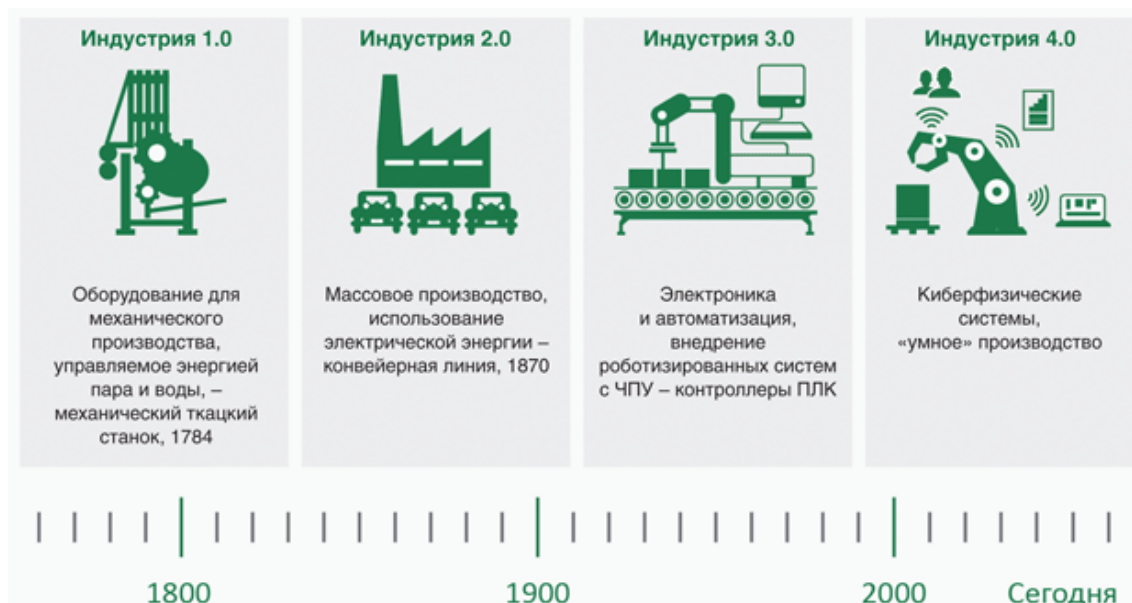 Индустрия 1.0
Оборудование для
механического
производства,
управляемое энергией
пара и воды, –
механический ткацкий
станок, 1784
Индустрия 2.0
Массовое производство,
использование
электрической энергии –
конвейерная линия, 1870
Индустрия 3.0
Электроника
и автоматизация,
внедрение
роботизированных систем
с ЧПУ – контроллеры ПЛК
Индустрия 4.0
Киберфизические
системы,
«умное» производство
1800
1900
2000
Сегодня